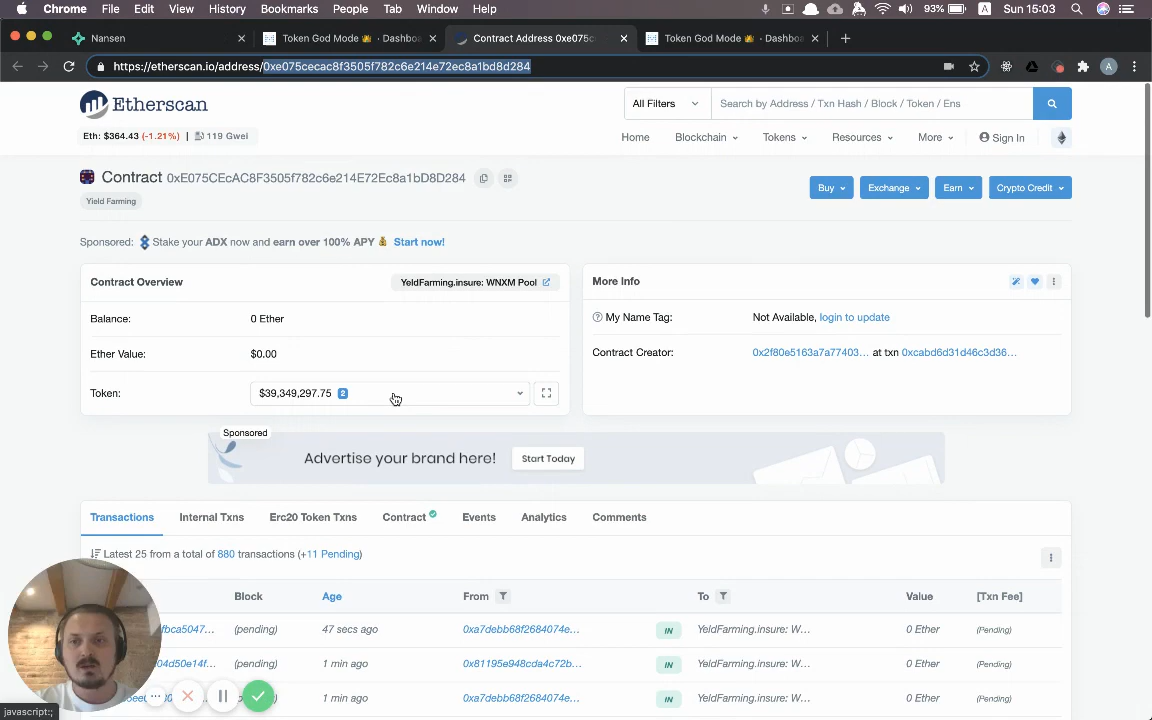 Chrome File Edit View History Bookmarks People Tab Window Help 93% A Sun 15:03
Nansen Token God Mode 👑 - Dashbo Contract Address 0xe075c Token God Mode 👑 - Dashbo
https://etherscan.io/address/0xe075cecac8f3505f782c6e214e72ec8a1bd8d284 A
Etherscan All Filters Search by Address / Txn Hash / Block / Token / Ens
Eth: $364.43 (-1.21%) | 119 Gwei Home Blockchain Tokens Resources More Sign In
Contract 0xE075CEcAC8F3505f782c6e214E72Ec8a1bD8D284 Buy Exchange Earn Crypto Credit
Yield Farming
Sponsored: Stake your ADX now and earn over 100% APY 💰 Start now!
Contract Overview YeldFarming.insure: WNXM Pool More Info
Balance: 0 Ether My Name Tag: Not Available, login to update
Ether Value: $0.00 Contract Creator: 0x2f80e5163a7a77403... at txn 0xcabd6d31d46c3d36...
Token: $39,349,297.75 2
Sponsored
Advertise your brand here! Start Today
Transactions Internal Txns Erc20 Token Txns Contract Events Analytics Comments
Latest 25 from a total of 880 transactions (+11 Pending)
Block Age From To Value [Txn Fee]
fbca5047... (pending) 47 secs ago 0xa7debb68f2684074e... IN YeldFarming.insure: W... 0 Ether (Pending)
04d50e14f... (pending) 1 min ago 0x81195e948cda4c72b... IN YeldFarming.insure: W... 0 Ether (Pending)
(pending) 1 min ago 0xa7debb68f2684074e... IN YeldFarming.insure: W... 0 Ether (Pending)
javascript:;